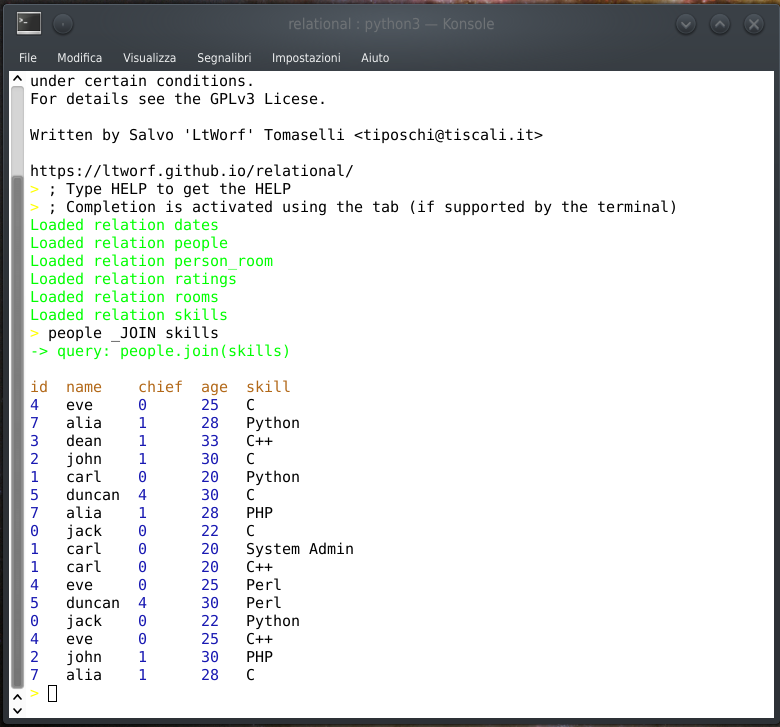 relational : python3 — Konsole
File Modifica Visualizza Segnalibri Impostazioni Aiuto
under certain conditions.
For details see the GPLv3 Licese.
Written by Salvo 'LtWorf' Tomaselli <tiposchi@tiscali.it>
https://ltworf.github.io/relational/
> ; Type HELP to get the HELP
> ; Completion is activated using the tab (if supported by the terminal)
Loaded relation dates
Loaded relation people
Loaded relation person_room
Loaded relation ratings
Loaded relation rooms
Loaded relation skills
> people _JOIN skills
-> query: people.join(skills)
id name chief age skill
4 eve 0 25 C
7 alia 1 28 Python
3 dean 1 33 C++
2 john 1 30 C
1 carl 0 20 Python
5 duncan 4 30 C
7 alia 1 28 PHP
0 jack 0 22 C
1 carl 0 20 System Admin
1 carl 0 20 C++
4 eve 0 25 Perl
5 duncan 4 30 Perl
0 jack 0 22 Python
4 eve 0 25 C++
2 john 1 30 PHP
7 alia 1 28 C
>